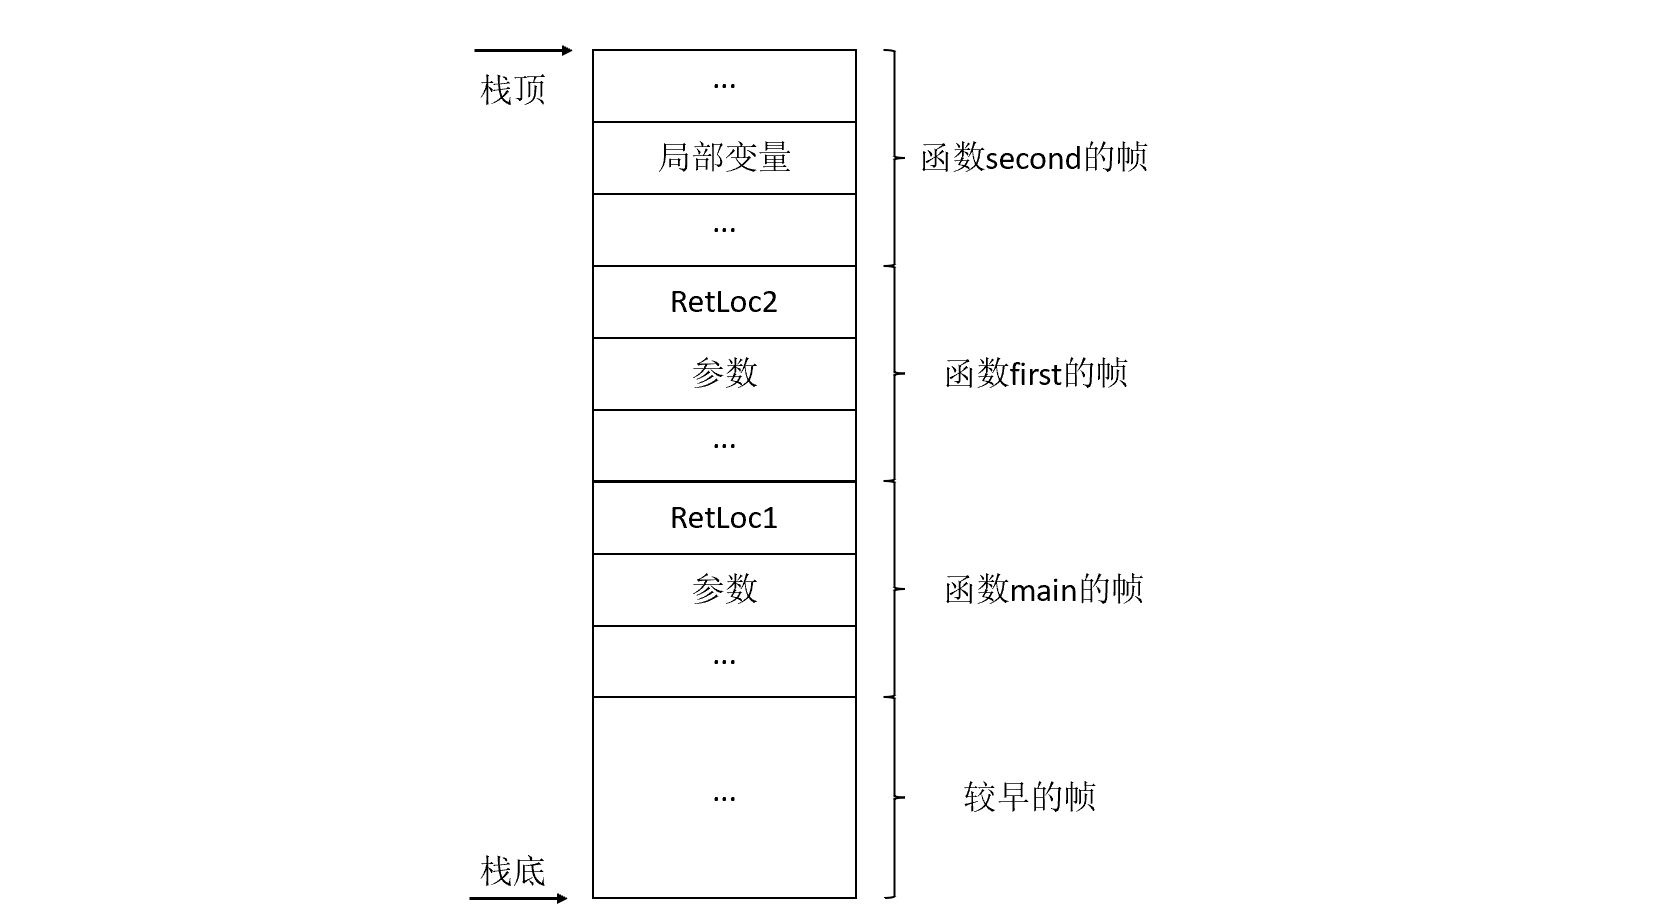 栈顶
...
局部变量
函数second的帧
...
RetLoc2
参数
函数first的帧
...
RetLoc1
参数
函数main的帧
...
...
较早的帧
栈底